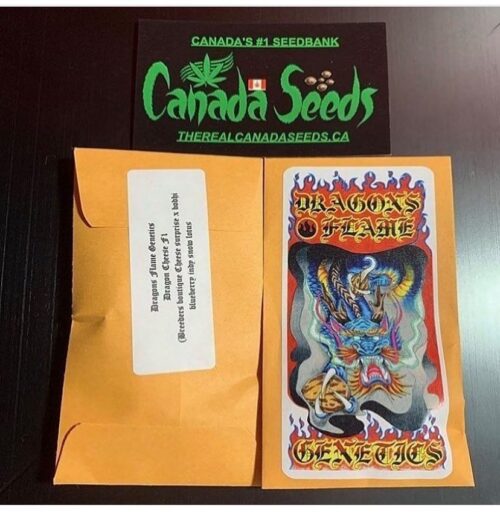 CANADA'S #1 SEEDBANK
Canada Seeds
THEREALCANADASEEDS.CA
Dragons Flame Genetics
Dragon Cheese F1
(Breeders boutique Cheese surprise x bodhi
blueberry indy snow lotus
DRAGONS
FLAME
GENETICS